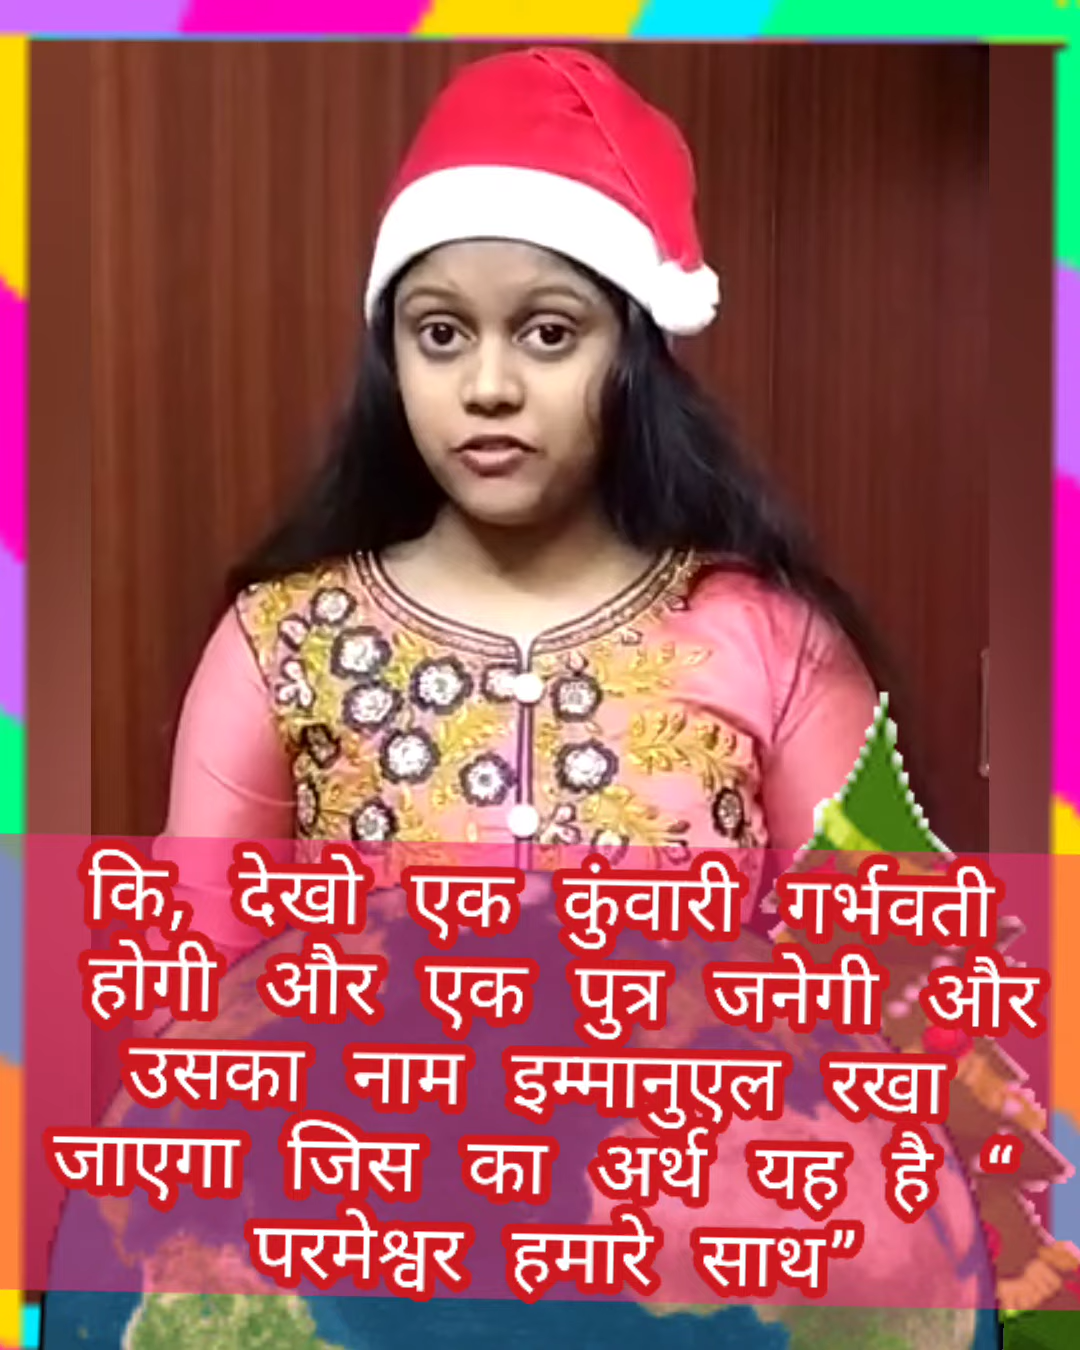 कि, देखो एक कुंवारी गर्भवती
होगी और एक पुत्र जनेगी और
उसका नाम इम्मानुएल रखा
जाएगा जिस का अर्थ यह है “
परमेश्वर हमारे साथ”